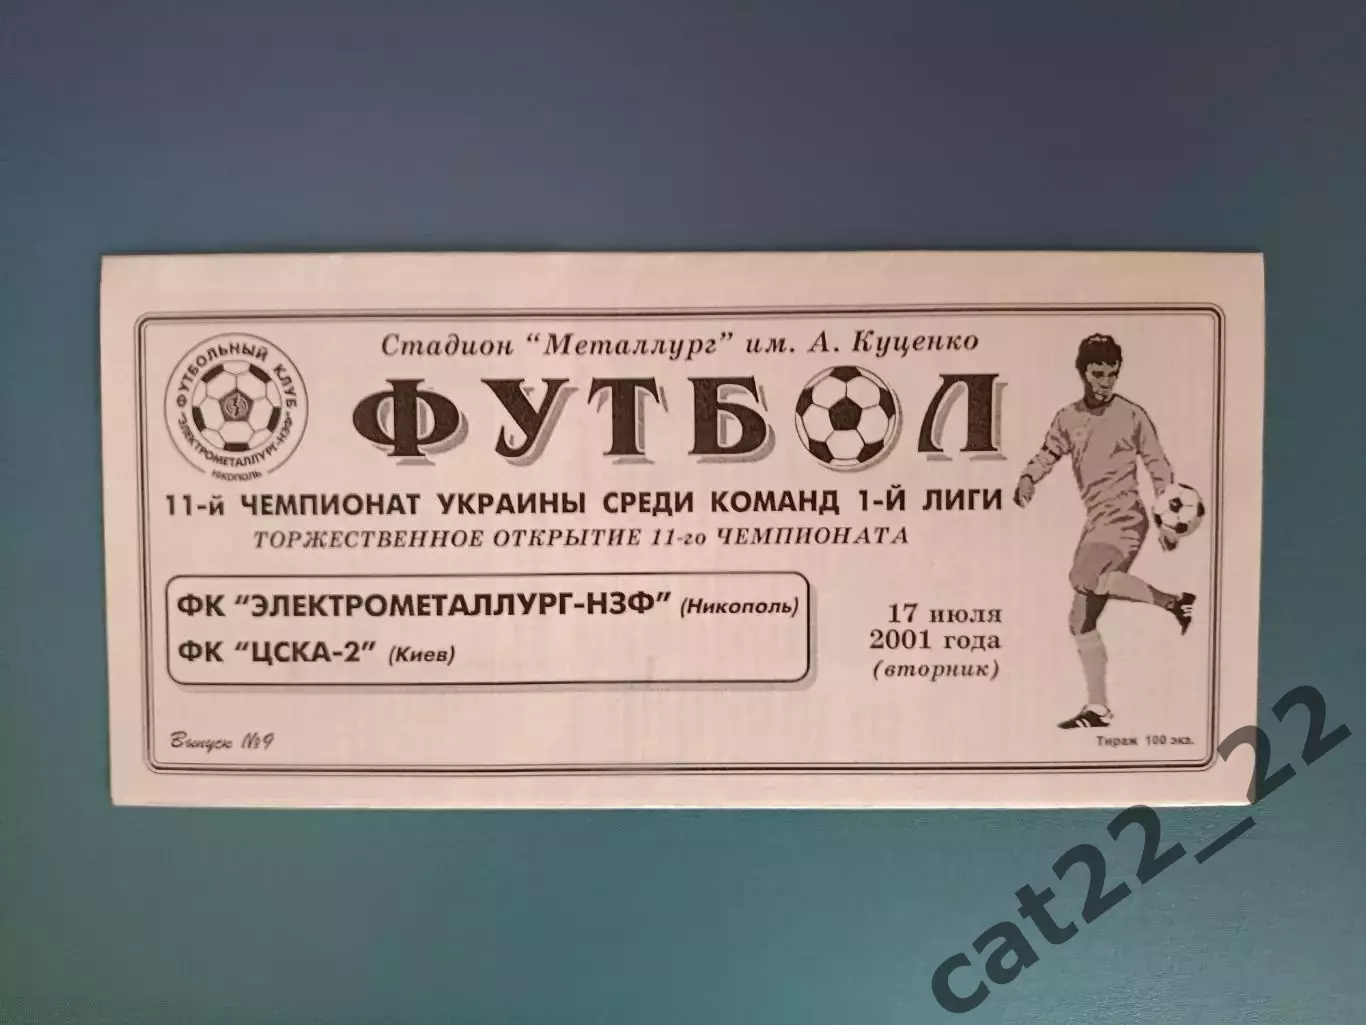 Стадион "Металлург" им. А. Куценко
ФУТБОЛ
ФУТБОЛЬНЫЙ КЛУБ
"ЭЛЕКТРОМЕТАЛЛУРГ-НЗФ"
НІКОПОЛЬ
11-й ЧЕМПИОНАТ УКРАИНЫ СРЕДИ КОМАНД 1-Й ЛИГИ
ТОРЖЕСТВЕННОЕ ОТКРЫТИЕ 11-го ЧЕМПИОНАТА
ФК "ЭЛЕКТРОМЕТАЛЛУРГ-НЗФ" (Никополь)
ФК "ЦСКА-2" (Киев)
17 июля
2001 года
(вторник)
Выпуск №9
Тираж 100 экз.
cat22_22